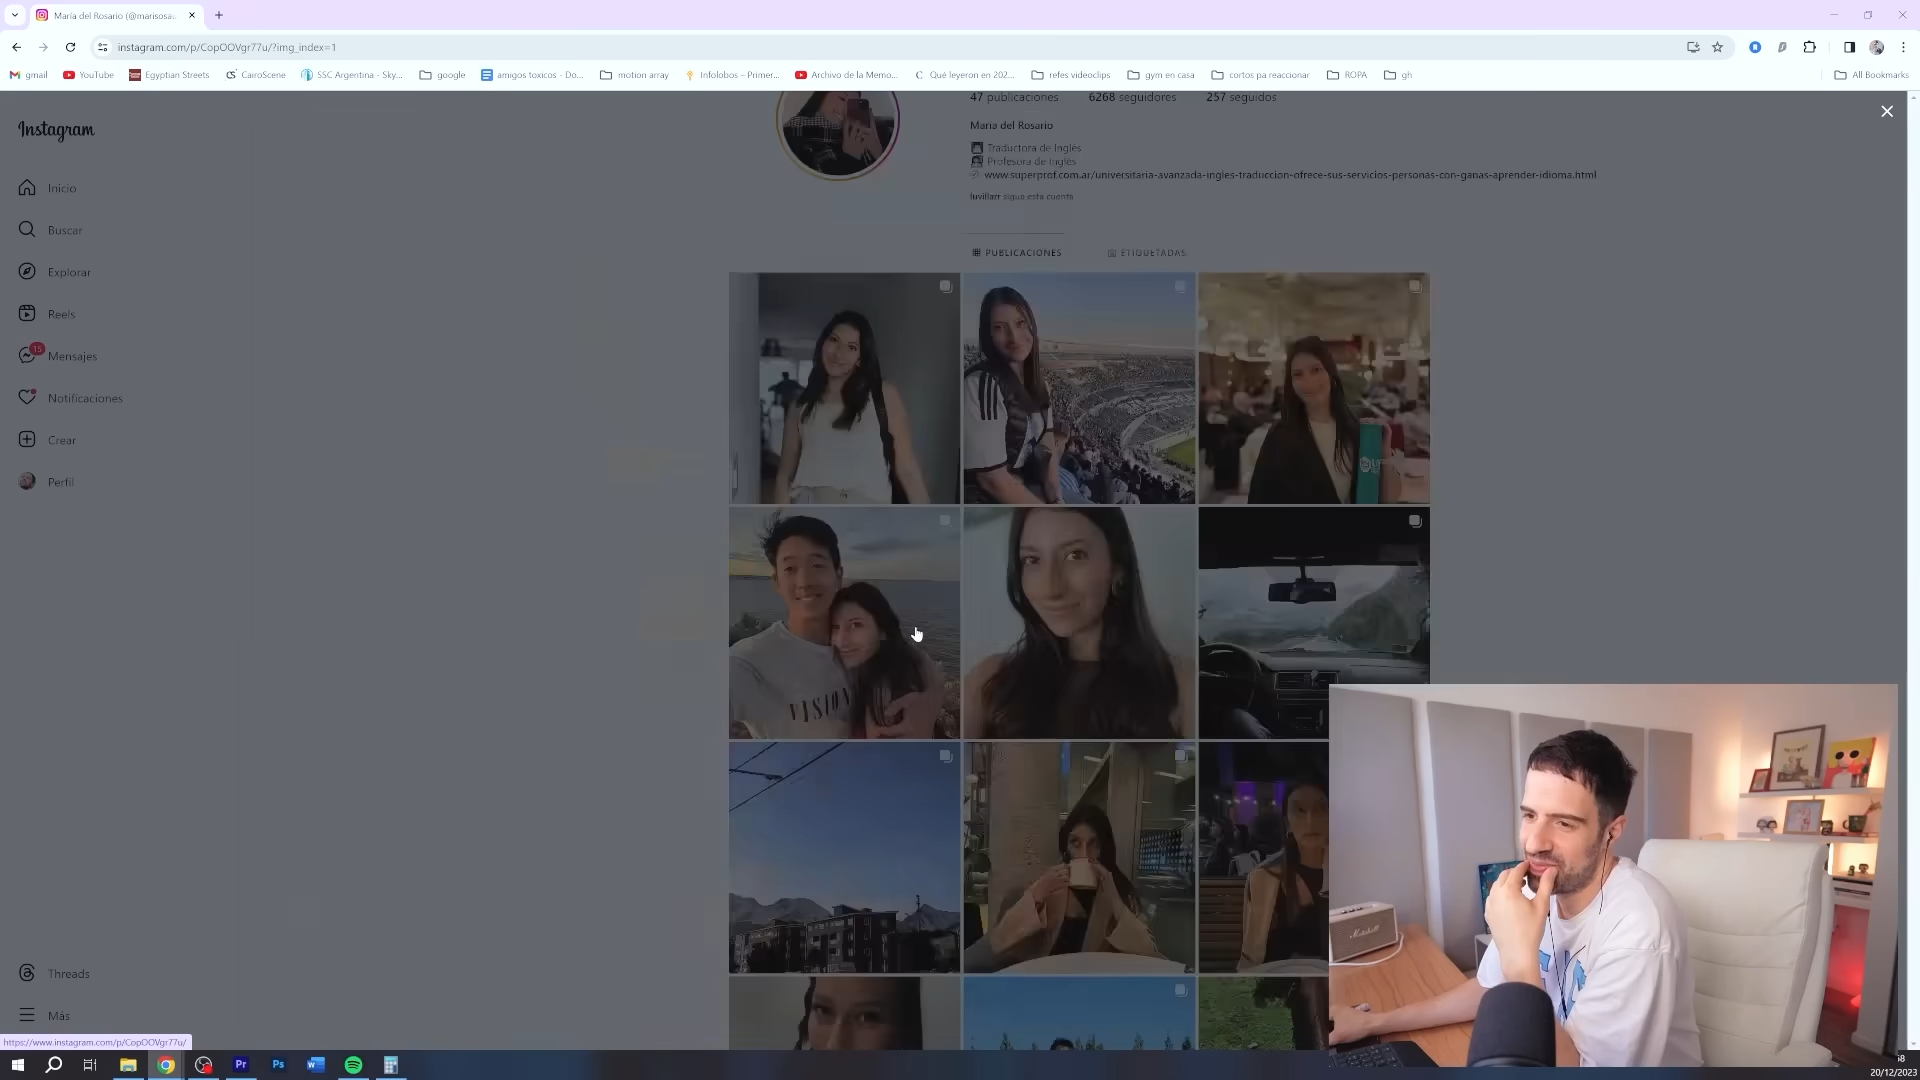 María del Rosario (@marisosa...
instagram.com/p/CopOOVgr77u/?img_index=1
gmail
YouTube
Egyptian Streets
CairoScene
SSC Argentina - Sky...
google
amigos toxicos - Do...
motion array
Infolobos – Primer...
Archivo de la Memo...
Qué leyeron en 202...
refes videoclips
gym en casa
cortos pa reaccionar
ROPA
gh
All Bookmarks
47 publicaciones 6268 seguidores 257 seguidos
María del Rosario
Traductora de Inglés
Profesora de Inglés
www.superprof.com.ar/universitaria-avanzada-ingles-traduccion-ofrece-sus-servicios-personas-con-ganas-aprender-idioma.html
luvillarr sigue esta cuenta
PUBLICACIONES ETIQUETADAS
Instagram
Inicio
Buscar
Explorar
Reels
15
Mensajes
Notificaciones
Crear
Perfil
Threads
Más
VISION
Marshall
https://www.instagram.com/p/CopOOVgr77u/
Pr
Ps
20/12/2023